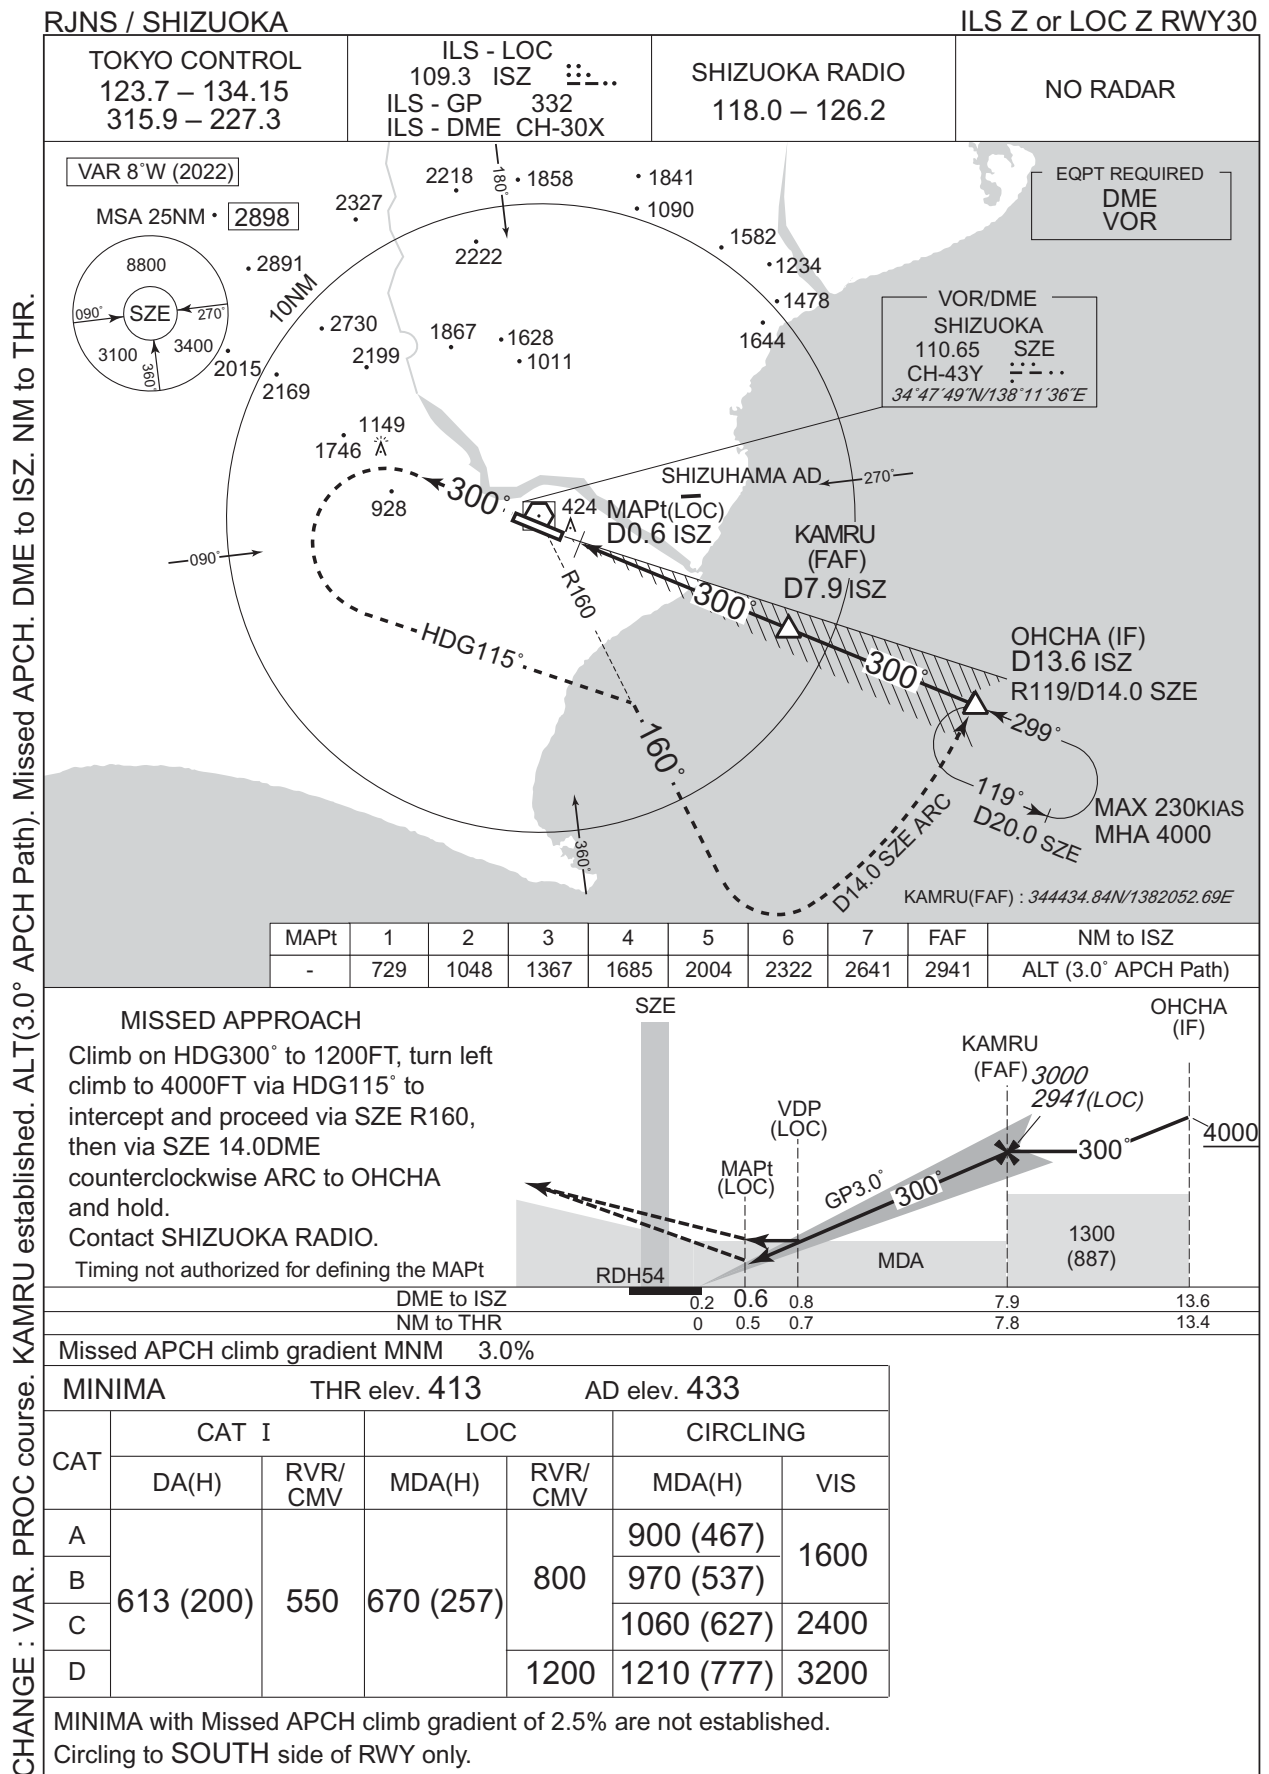 RJNS / SHIZUOKA
ILS Z or LOC Z RWY30
TOKYO CONTROL
123.7 – 134.15
315.9 – 227.3
ILS - LOC
109.3 ISZ
ILS - GP 332
ILS - DME CH-30X
SHIZUOKA RADIO
118.0 – 126.2
NO RADAR
VAR 8˚W (2022)
MSA 25NM
2898
8800
090˚
SZE
270˚
3100
3400
360˚
2327
2218
180˚
1858
1841
1090
2222
2891
10NM
1582
1234
1478
1644
2730
1867
1628
1011
2199
2015
2169
EQPT REQUIRED
DME
VOR
VOR/DME
SHIZUOKA
110.65 SZE
CH-43Y
34˚47´49˝N/138˚11´36˝E
1149
1746
928
300˚
424
SHIZUHAMA AD
270˚
MAPt(LOC)
D0.6 ISZ
KAMRU
(FAF)
D7.9 ISZ
090˚
R160
300˚
HDG115˚
300˚
OHCHA (IF)
D13.6 ISZ
R119/D14.0 SZE
299˚
160˚
119˚
D20.0 SZE
MAX 230KIAS
MHA 4000
D14.0 SZE ARC
360˚
KAMRU(FAF) : 344434.84N/1382052.69E
MAPt 1 2 3 4 5 6 7 FAF NM to ISZ
- 729 1048 1367 1685 2004 2322 2641 2941 ALT (3.0˚ APCH Path)
MISSED APPROACH
Climb on HDG300˚ to 1200FT, turn left
climb to 4000FT via HDG115˚ to
intercept and proceed via SZE R160,
then via SZE 14.0DME
counterclockwise ARC to OHCHA
and hold.
Contact SHIZUOKA RADIO.
Timing not authorized for defining the MAPt
SZE
OHCHA
(IF)
KAMRU
(FAF)
3000
2941(LOC)
VDP
(LOC)
MAPt
(LOC)
GP3.0˚
300˚
300˚
4000
1300
(887)
MDA
RDH54
DME to ISZ 0.2 0.6 0.8 7.9 13.6
NM to THR 0 0.5 0.7 7.8 13.4
Missed APCH climb gradient MNM 3.0%
MINIMA THR elev. 413 AD elev. 433
CAT
CAT I LOC CIRCLING
DA(H) RVR/CMV MDA(H) RVR/CMV MDA(H) VIS
A
B
C
D
613 (200)
550
670 (257)
800
1200
900 (467)
970 (537)
1060 (627)
1210 (777)
1600
2400
3200
MINIMA with Missed APCH climb gradient of 2.5% are not established.
Circling to SOUTH side of RWY only.
CHANGE : VAR. PROC course. KAMRU established. ALT(3.0° APCH Path). Missed APCH. DME to ISZ. NM to THR.